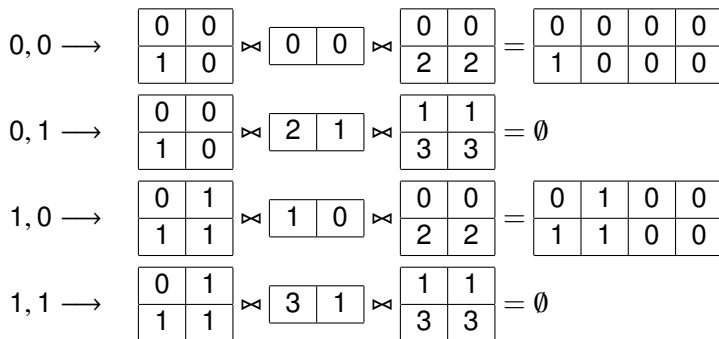 0, 0 ⟶ 0 0 ⋈ 0 0 ⋈ 0 0 = 0 0 0 0
1 0 2 2 1 0 0 0
0, 1 ⟶ 0 0 ⋈ 2 1 ⋈ 1 1 = ∅
1 0 3 3
1, 0 ⟶ 0 1 ⋈ 1 0 ⋈ 0 0 = 0 1 0 0
1 1 2 2 1 1 0 0
1, 1 ⟶ 0 1 ⋈ 3 1 ⋈ 1 1 = ∅
1 1 3 3